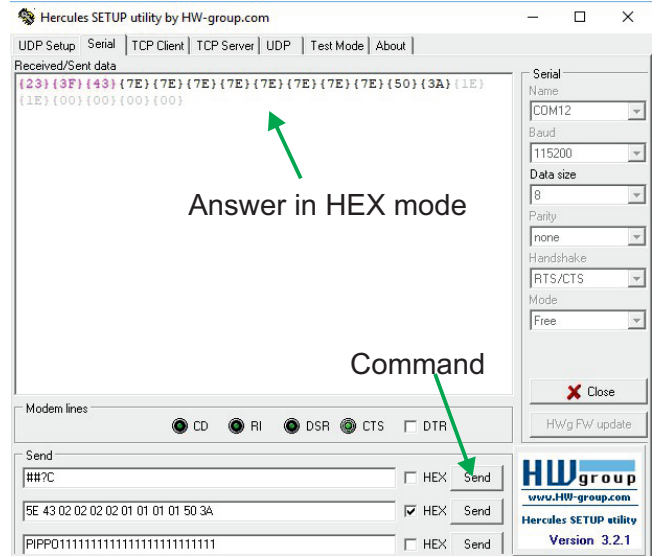 Hercules SETUP utility by HW-group.com
UDP Setup Serial TCP Client TCP Server UDP Test Mode About
Received/Sent data
{23}{3F}{43}{7E}{7E}{7E}{7E}{7E}{7E}{7E}{7E}{50}{3A}{1E}
{1E}{00}{00}{00}{00}
Answer in HEX mode
Command
Serial
Name
COM12
Baud
115200
Data size
8
Parity
none
Handshake
RTS/CTS
Mode
Free
Close
HWg FW update
Modem lines
CD RI DSR CTS DTR
Send
##?C HEX Send
5E 43 02 02 02 02 01 01 01 01 50 3A HEX Send
PIPPO1111111111111111111111111 HEX Send
HWgroup
www.HW-group.com
Hercules SETUP utility
Version 3.2.1